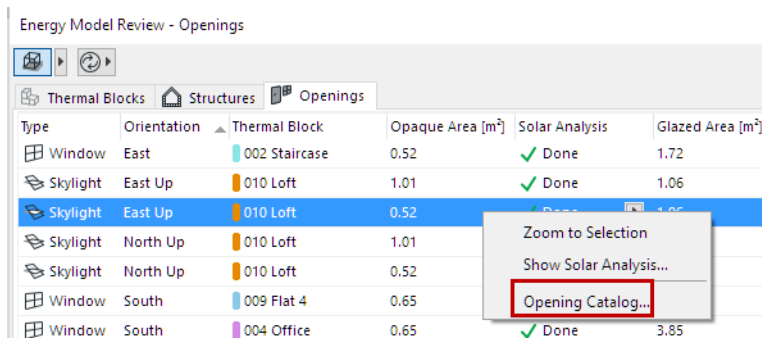 Energy Model Review - Openings
Thermal Blocks Structures Openings
Type Orientation Thermal Block Opaque Area [m²] Solar Analysis Glazed Area [m²]
Window East 002 Staircase 0.52 Done 1.72
Skylight East Up 010 Loft 1.01 Done 1.06
Skylight East Up 010 Loft 0.52
Skylight North Up 010 Loft 1.01
Skylight North Up 010 Loft 0.52
Window South 009 Flat 4 0.65
Window South 004 Office 0.65 Done 3.85
Zoom to Selection
Show Solar Analysis...
Opening Catalog...